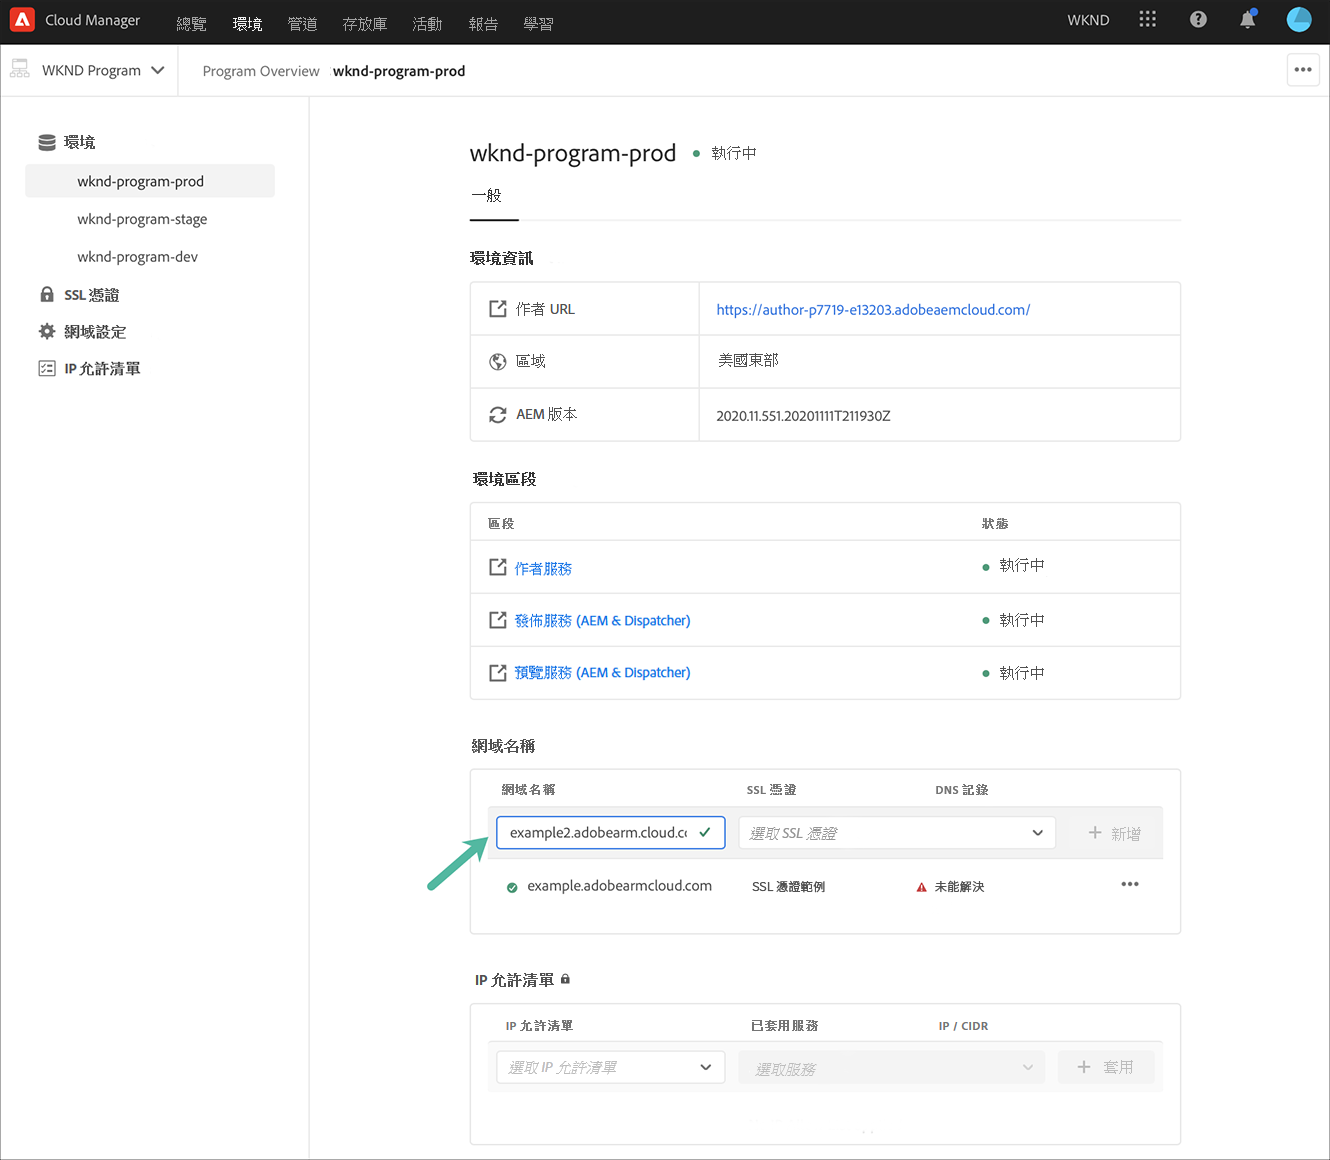 Cloud Manager 總覽 環境 管道 存放庫 活動 報告 學習 WKND
WKND Program Program Overview wknd-program-prod
環境
wknd-program-prod
wknd-program-stage
wknd-program-dev
SSL 憑證
網域設定
IP 允許清單
wknd-program-prod 執行中
一般
環境資訊
作者 URL https://author-p7719-e13203.adobeaemcloud.com/
區域 美國東部
AEM 版本 2020.11.551.20201111T211930Z
環境區段
區段 狀態
作者服務 執行中
發佈服務 (AEM & Dispatcher) 執行中
預覽服務 (AEM & Dispatcher) 執行中
網域名稱
網域名稱 SSL 憑證 DNS 記錄
example2.adobearm.cloud.cc 選取 SSL 憑證 + 新增
example.adobearmcloud.com SSL 憑證範例 未能解決
IP 允許清單
IP 允許清單 已套用服務 IP / CIDR
選取 IP 允許清單 選取服務 + 套用